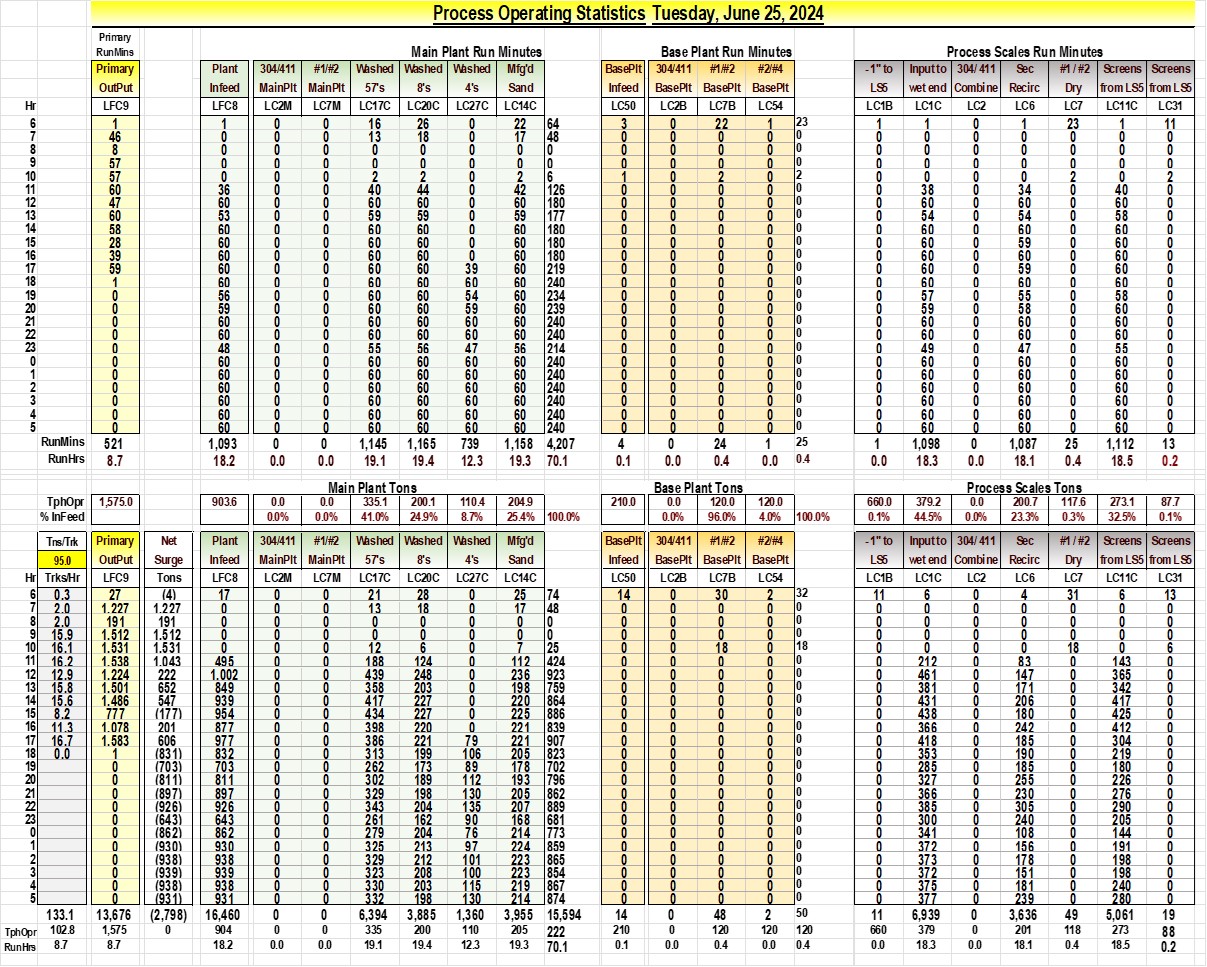 Process Operating Statistics Tuesday, June 25, 2024
Primary
RunMins Main Plant Run Minutes Base Plant Run Minutes Process Scales Run Minutes
Primary Plant 304/411 #1/#2 Washed Washed Washed Mfg'd BasePlt 304/411 #1/#2 #2/#4 -1" to Input to 304/ 411 Sec #1 / #2 Screens Screens
OutPut Infeed MainPlt MainPlt 57's 8's 4's Sand Infeed BasePlt BasePlt BasePlt LS5 wet end Combine Recirc Dry from LS5 from LS5
Hr LFC9 LFC8 LC2M LC7M LC17C LC20C LC27C LC14C LC50 LC2B LC7B LC54 LC1B LC1C LC2 LC6 LC7 LC11C LC31
6 1 1 0 0 16 26 0 22 64 3 0 22 1 23 1 1 0 1 23 1 11
7 46 0 0 0 13 18 0 17 48 0 0 0 0 0 0 0 0 0 0 0 0
8 8 0 0 0 0 0 0 0 0 0 0 0 0 0 0 0 0 0 0 0 0
9 57 0 0 0 0 0 0 0 0 0 0 0 0 0 0 0 0 0 0 0 0
10 57 0 0 0 2 2 0 2 6 1 0 2 0 2 0 0 0 0 2 0 2
11 60 36 0 0 40 44 0 42 126 0 0 0 0 0 0 38 0 34 0 40 0
12 47 60 0 0 60 60 0 60 180 0 0 0 0 0 0 60 0 60 0 60 0
13 60 53 0 0 59 59 0 59 177 0 0 0 0 0 0 54 0 54 0 58 0
14 58 60 0 0 60 60 0 60 180 0 0 0 0 0 0 60 0 60 0 60 0
15 28 60 0 0 60 60 0 60 180 0 0 0 0 0 0 60 0 59 0 60 0
16 39 60 0 0 60 60 0 60 180 0 0 0 0 0 0 60 0 60 0 60 0
17 59 60 0 0 60 60 39 60 219 0 0 0 0 0 0 60 0 59 0 60 0
18 1 60 0 0 60 60 60 60 240 0 0 0 0 0 0 60 0 60 0 60 0
19 0 56 0 0 60 60 54 60 234 0 0 0 0 0 0 57 0 55 0 58 0
20 0 59 0 0 60 60 59 60 239 0 0 0 0 0 0 59 0 58 0 60 0
21 0 60 0 0 60 60 60 60 240 0 0 0 0 0 0 60 0 60 0 60 0
22 0 60 0 0 60 60 60 60 240 0 0 0 0 0 0 60 0 60 0 60 0
23 0 48 0 0 55 56 47 56 214 0 0 0 0 0 0 49 0 47 0 55 0
0 0 60 0 0 60 60 60 60 240 0 0 0 0 0 0 60 0 60 0 60 0
1 0 60 0 0 60 60 60 60 240 0 0 0 0 0 0 60 0 60 0 60 0
2 0 60 0 0 60 60 60 60 240 0 0 0 0 0 0 60 0 60 0 60 0
3 0 60 0 0 60 60 60 60 240 0 0 0 0 0 0 60 0 60 0 60 0
4 0 60 0 0 60 60 60 60 240 0 0 0 0 0 0 60 0 60 0 60 0
5 0 60 0 0 60 60 60 60 240 0 0 0 0 0 0 60 0 60 0 60 0
RunMins 521 1,093 0 0 1,145 1,165 739 1,158 4,207 4 0 24 1 25 1 1,098 0 1,087 25 1,112 13
RunHrs 8.7 18.2 0.0 0.0 19.1 19.4 12.3 19.3 70.1 0.1 0.0 0.4 0.0 0.4 0.0 18.3 0.0 18.1 0.4 18.5 0.2
Main Plant Tons Base Plant Tons Process Scales Tons
TphOpr 1,575.0 903.6 0.0 0.0 335.1 200.1 110.4 204.9 210.0 0.0 120.0 120.0 660.0 379.2 0.0 200.7 117.6 273.1 87.7
% InFeed 0.0% 0.0% 41.0% 24.9% 8.7% 25.4% 100.0% 0.0% 96.0% 4.0% 100.0% 0.1% 44.5% 0.0% 23.3% 0.3% 32.5% 0.1%
Tns/Trk Primary Net Plant 304/411 #1/#2 Washed Washed Washed Mfg'd BasePlt 304/411 #1/#2 #2/#4 -1" to Input to 304/ 411 Sec #1 / #2 Screens Screens
95.0 OutPut Surge Infeed MainPlt MainPlt 57's 8's 4's Sand Infeed BasePlt BasePlt BasePlt LS5 wet end Combine Recirc Dry from LS5 from LS5
Hr Trks/Hr LFC9 Tons LFC8 LC2M LC7M LC17C LC20C LC27C LC14C LC50 LC2B LC7B LC54 LC1B LC1C LC2 LC6 LC7 LC11C LC31
6 0.3 27 (4) 17 0 0 21 28 0 25 74 14 0 30 2 32 11 6 0 4 31 6 13
7 2.0 1.227 1.227 0 0 0 13 18 0 17 48 0 0 0 0 0 0 0 0 0 0 0 0
8 2.0 191 191 0 0 0 0 0 0 0 0 0 0 0 0 0 0 0 0 0 0 0 0
9 15.9 1.512 1.512 0 0 0 0 0 0 0 0 0 0 0 0 0 0 0 0 0 0 0 0
10 16.1 1.531 1.531 0 0 0 12 6 0 7 25 0 0 18 0 18 0 0 0 0 18 0 6
11 16.2 1.538 1.043 495 0 0 188 124 0 112 424 0 0 0 0 0 0 212 0 83 0 143 0
12 12.9 1.224 222 1.002 0 0 439 248 0 236 923 0 0 0 0 0 0 461 0 147 0 365 0
13 15.8 1.501 652 849 0 0 358 203 0 198 759 0 0 0 0 0 0 381 0 171 0 342 0
14 15.6 1.486 547 939 0 0 417 227 0 220 864 0 0 0 0 0 0 431 0 206 0 417 0
15 8.2 777 (177) 954 0 0 434 227 0 225 886 0 0 0 0 0 0 438 0 180 0 425 0
16 11.3 1.078 201 877 0 0 398 220 0 221 839 0 0 0 0 0 0 366 0 242 0 412 0
17 16.7 1.583 606 977 0 0 386 221 79 221 907 0 0 0 0 0 0 418 0 185 0 304 0
18 0.0 1 (831) 832 0 0 313 199 106 205 823 0 0 0 0 0 0 353 0 190 0 219 0
19 0 (703) 703 0 0 262 173 89 178 702 0 0 0 0 0 0 285 0 185 0 180 0
20 0 (811) 811 0 0 302 189 112 193 796 0 0 0 0 0 0 327 0 255 0 226 0
21 0 (897) 897 0 0 329 198 130 205 862 0 0 0 0 0 0 366 0 230 0 276 0
22 0 (926) 926 0 0 343 204 135 207 889 0 0 0 0 0 0 385 0 305 0 290 0
23 0 (643) 643 0 0 261 162 90 168 681 0 0 0 0 0 0 300 0 240 0 205 0
0 0 (862) 862 0 0 279 204 76 214 773 0 0 0 0 0 0 341 0 108 0 144 0
1 0 (930) 930 0 0 325 213 97 224 859 0 0 0 0 0 0 372 0 156 0 191 0
2 0 (938) 938 0 0 329 212 101 223 865 0 0 0 0 0 0 373 0 178 0 198 0
3 0 (939) 939 0 0 323 208 100 223 854 0 0 0 0 0 0 372 0 151 0 198 0
4 0 (938) 938 0 0 330 203 115 219 867 0 0 0 0 0 0 375 0 181 0 240 0
5 0 (931) 931 0 0 332 198 130 214 874 0 0 0 0 0 0 377 0 239 0 280 0
133.1 13,676 (2,798) 16,460 0 0 6,394 3,885 1,360 3,955 15,594 14 0 48 2 50 11 6,939 0 3,636 49 5,061 19
TphOpr 102.8 1,575 0 904 0 0 335 200 110 205 222 210 0 120 120 120 660 379 0 201 118 273 88
RunHrs 8.7 8.7 18.2 0.0 0.0 19.1 19.4 12.3 19.3 70.1 0.1 0.0 0.4 0.0 0.4 0.0 18.3 0.0 18.1 0.4 18.5 0.2